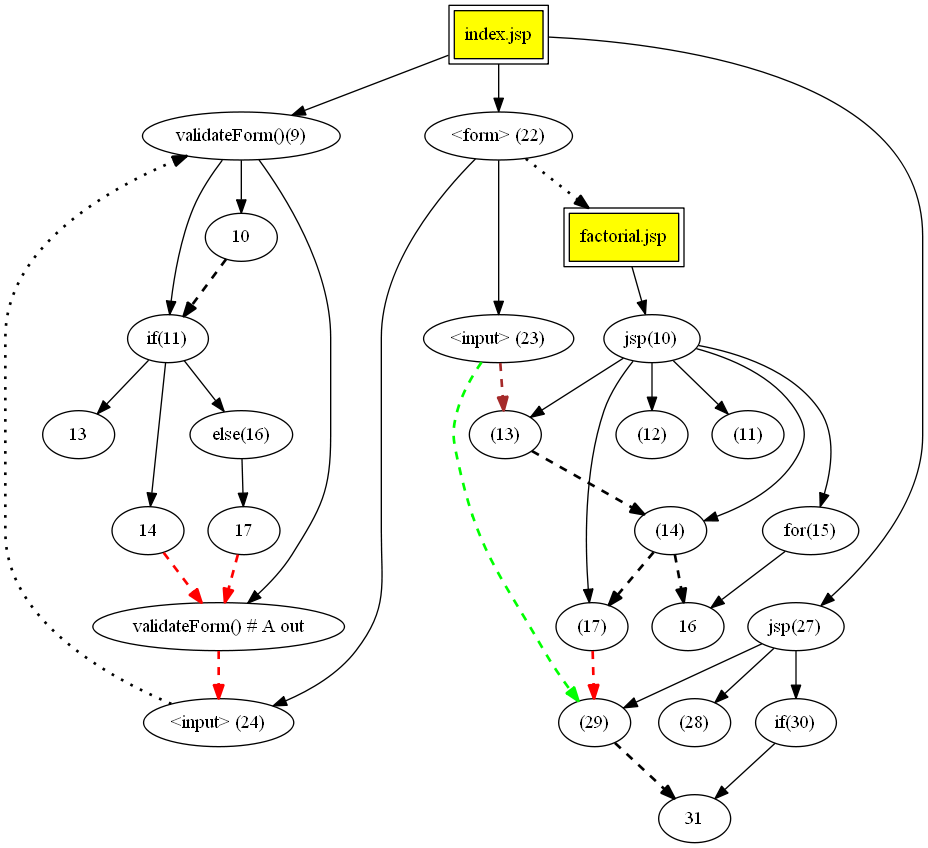 index.jsp
validateForm()(9)
<form> (22)
10
factorial.jsp
if(11)
<input> (23)
jsp(10)
13
else(16)
(13)
(12)
(11)
14
17
(14)
for(15)
validateForm() # A out
(17)
16
jsp(27)
<input> (24)
(29)
(28)
if(30)
31